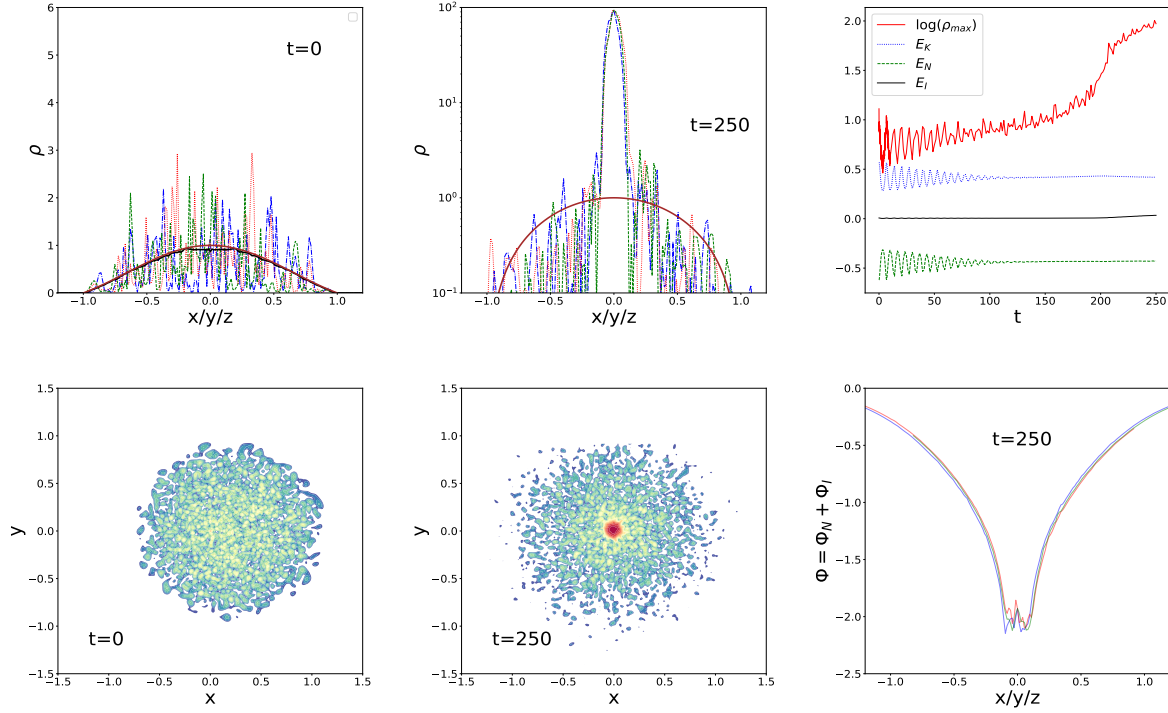 6
5
4
3
2
1
0
ρ
t=0
−1.0 −0.5 0.0 0.5 1.0
x/y/z
10²
10¹
10⁰
10⁻¹
ρ
t=250
−1.0 −0.5 0.0 0.5 1.0
x/y/z
2.0
1.5
1.0
0.5
0.0
−0.5
log(ρmax)
E_K
E_N
E_I
0 50 100 150 200 250
t
1.5
1.0
0.5
0.0
−0.5
−1.0
−1.5
y
t=0
−1.5 −1.0 −0.5 0.0 0.5 1.0 1.5
x
1.5
1.0
0.5
0.0
−0.5
−1.0
−1.5
y
t=250
−1.5 −1.0 −0.5 0.0 0.5 1.0 1.5
x
0.0
−0.5
−1.0
−1.5
−2.0
−2.5
Φ = Φ_N + Φ_I
t=250
−1.0 −0.5 0.0 0.5 1.0
x/y/z